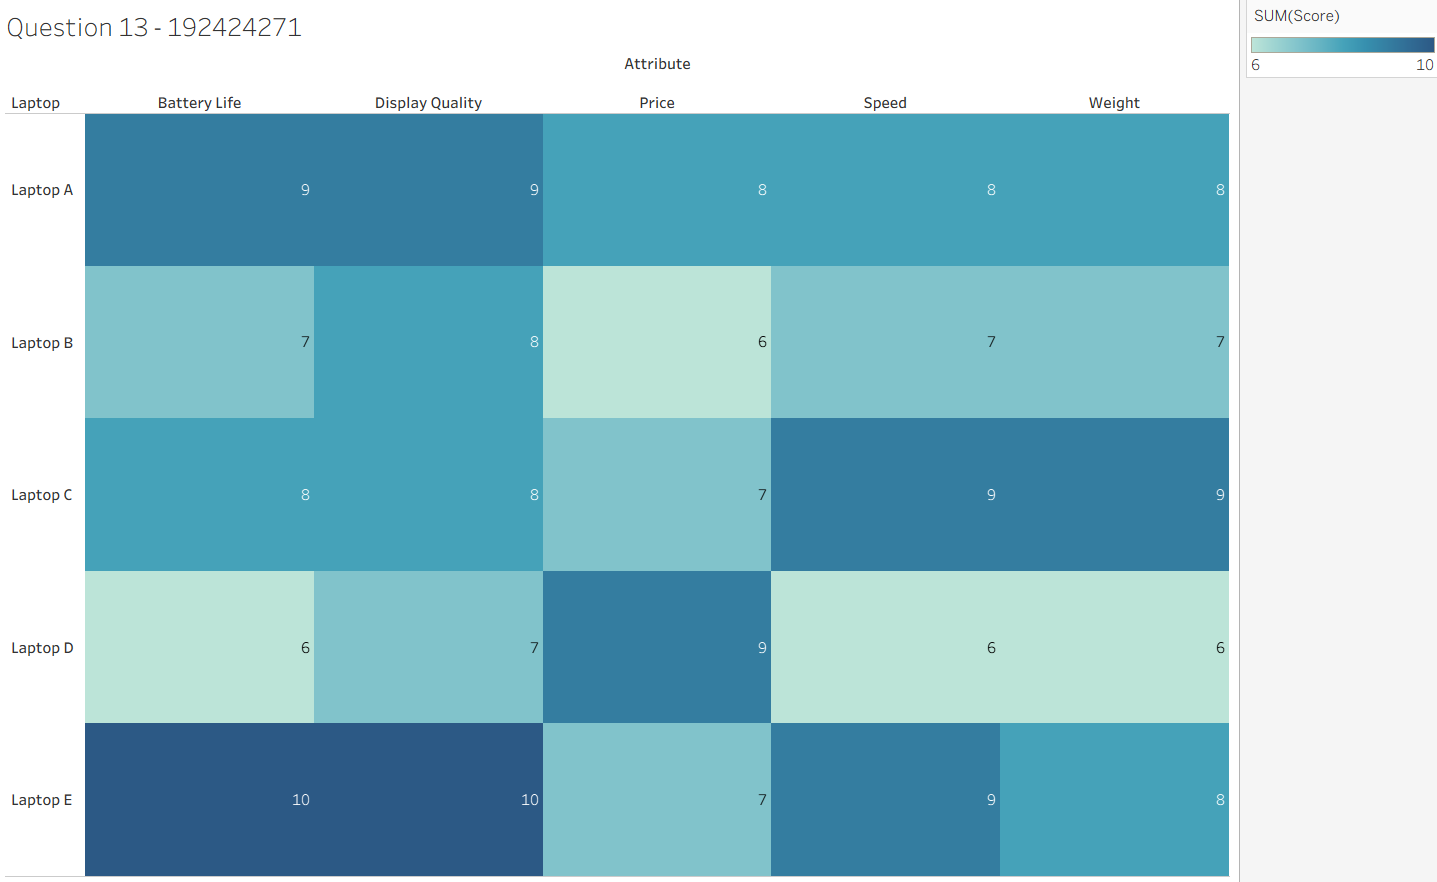 Question 13 - 192424271
SUM(Score)
6 10
Attribute
Laptop Battery Life Display Quality Price Speed Weight
Laptop A 9 9 8 8 8
Laptop B 7 8 6 7 7
Laptop C 8 8 7 9 9
Laptop D 6 7 9 6 6
Laptop E 10 10 7 9 8